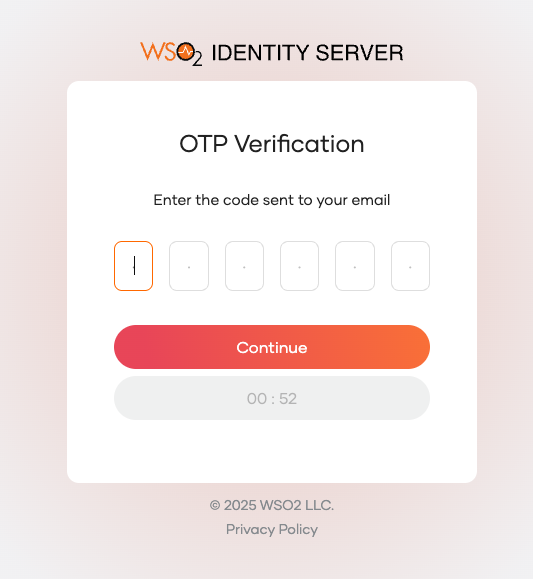 WSO2 IDENTITY SERVER
OTP Verification
Enter the code sent to your email
Continue
00 : 52
© 2025 WSO2 LLC.
Privacy Policy